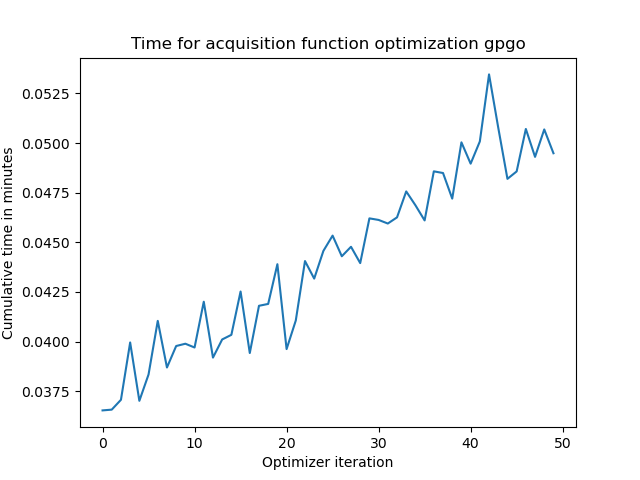 Time for acquisition function optimization gpgo
Cumulative time in minutes
0.0525
0.0500
0.0475
0.0450
0.0425
0.0400
0.0375
0 10 20 30 40 50
Optimizer iteration